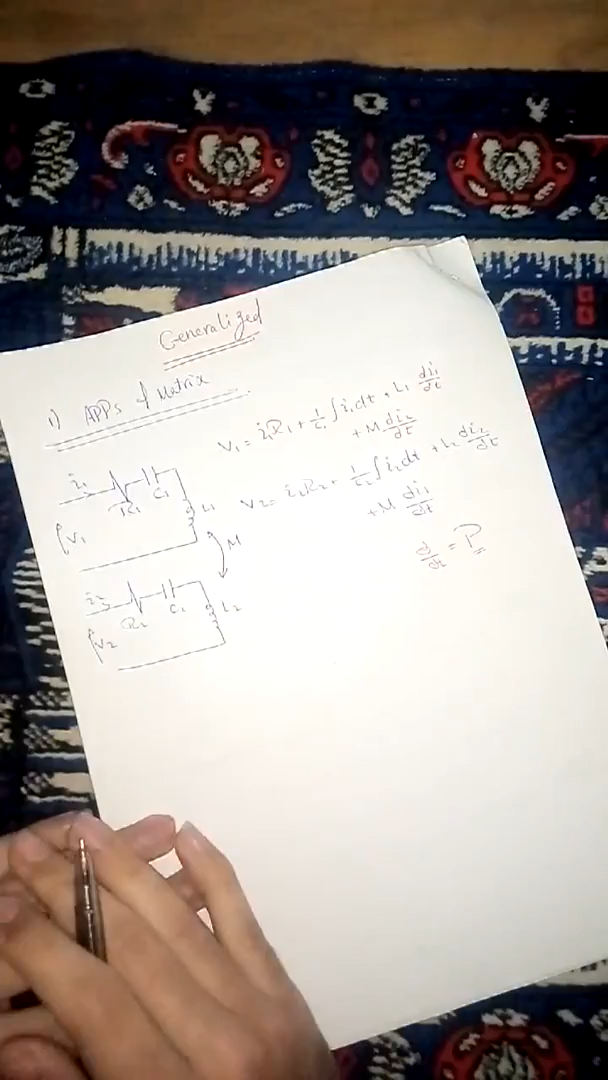 Generalized
1) APPs of Matrix
V₁ = i₁R₁ + 1/C₁ ∫ i₁dt + L₁ di₁/dt
+ M di₂/dt
V₂ = i₂R₂ + 1/C₂ ∫ i₂dt + L₂ di₂/dt
+ M di₁/dt
d/dt = P
i₁
R₁
C₁
L₁
V₁
M
i₂
R₂
C₂
L₂
V₂